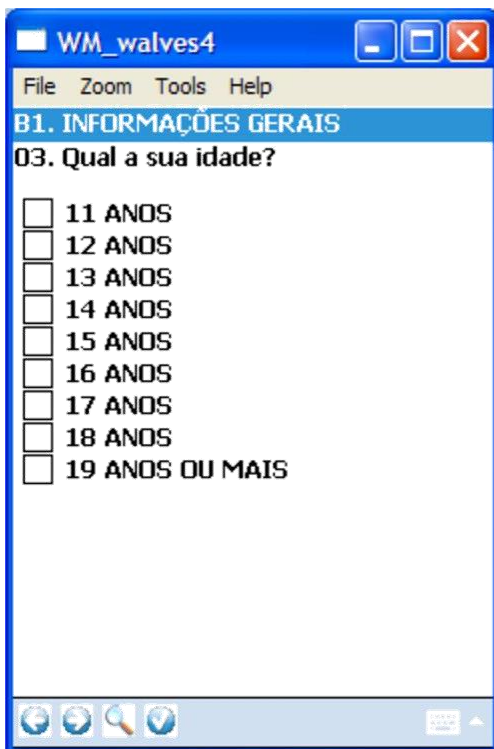 WM_walves4
File Zoom Tools Help
B1. INFORMAÇÕES GERAIS
03. Qual a sua idade?
11 ANOS
12 ANOS
13 ANOS
14 ANOS
15 ANOS
16 ANOS
17 ANOS
18 ANOS
19 ANOS OU MAIS